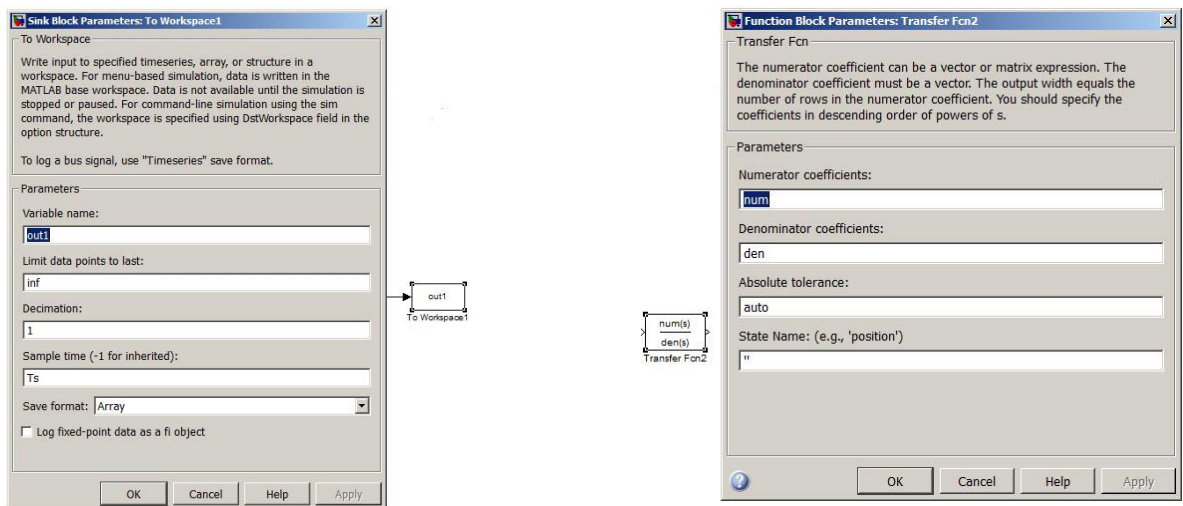 Sink Block Parameters: To Workspace1
To Workspace
Write input to specified timeseries, array, or structure in a
workspace. For menu-based simulation, data is written in the
MATLAB base workspace. Data is not available until the simulation is
stopped or paused. For command-line simulation using the sim
command, the workspace is specified using DstWorkspace field in the
option structure.
To log a bus signal, use "Timeseries" save format.
Parameters
Variable name:
out1
Limit data points to last:
inf
Decimation:
1
Sample time (-1 for inherited):
Ts
Save format: Array
Log fixed-point data as a fi object
OK Cancel Help Apply
out1
To Workspace1
num(s)
den(s)
Transfer Fcn2
Function Block Parameters: Transfer Fcn2
Transfer Fcn
The numerator coefficient can be a vector or matrix expression. The
denominator coefficient must be a vector. The output width equals the
number of rows in the numerator coefficient. You should specify the
coefficients in descending order of powers of s.
Parameters
Numerator coefficients:
num
Denominator coefficients:
den
Absolute tolerance:
auto
State Name: (e.g., 'position')
''
OK Cancel Help Apply